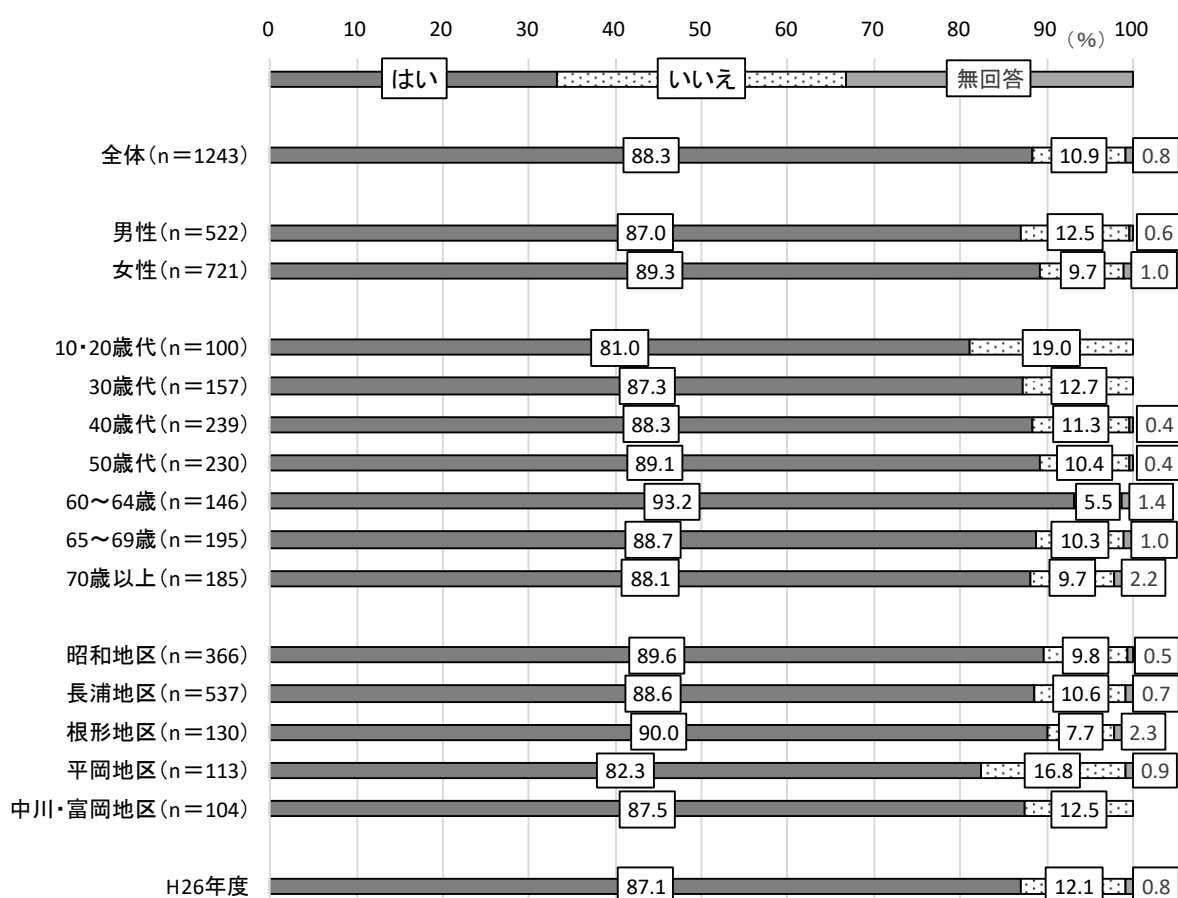 0 10 20 30 40 50 60 70 80 90 100
（％）
はい いいえ 無回答
全体（n＝1243） 88.3 10.9 0.8
男性（n＝522） 87.0 12.5 0.6
女性（n＝721） 89.3 9.7 1.0
10・20歳代（n＝100） 81.0 19.0
30歳代（n＝157） 87.3 12.7
40歳代（n＝239） 88.3 11.3 0.4
50歳代（n＝230） 89.1 10.4 0.4
60～64歳（n＝146） 93.2 5.5 1.4
65～69歳（n＝195） 88.7 10.3 1.0
70歳以上（n＝185） 88.1 9.7 2.2
昭和地区（n＝366） 89.6 9.8 0.5
長浦地区（n＝537） 88.6 10.6 0.7
根形地区（n＝130） 90.0 7.7 2.3
平岡地区（n＝113） 82.3 16.8 0.9
中川・富岡地区（n＝104） 87.5 12.5
H26年度 87.1 12.1 0.8